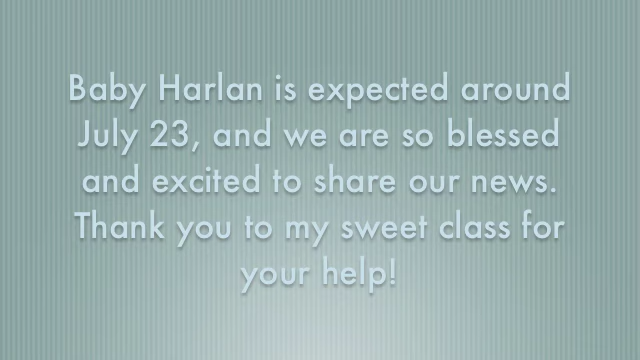 Baby Harlan is expected around
July 23, and we are so blessed
and excited to share our news.
Thank you to my sweet class for
your help!